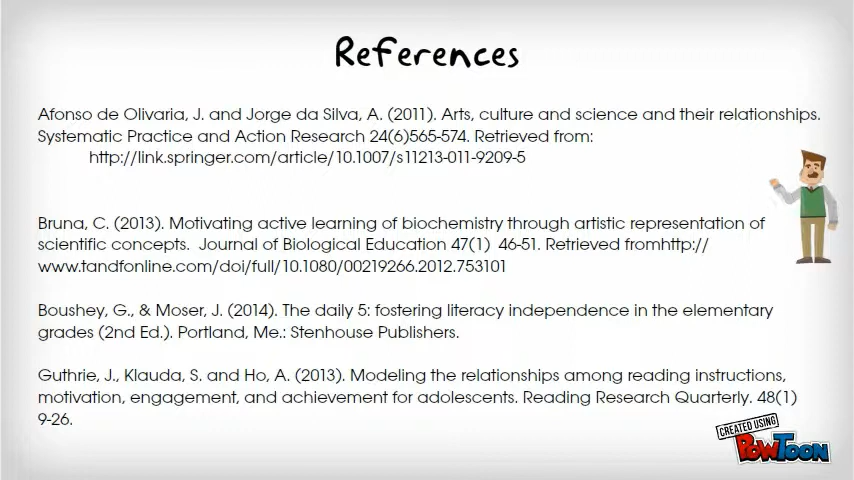 References
Afonso de Olivaria, J. and Jorge da Silva, A. (2011). Arts, culture and science and their relationships.
Systematic Practice and Action Research 24(6)565-574. Retrieved from:
http://link.springer.com/article/10.1007/s11213-011-9209-5
Bruna, C. (2013). Motivating active learning of biochemistry through artistic representation of
scientific concepts. Journal of Biological Education 47(1) 46-51. Retrieved fromhttp://
www.tandfonline.com/doi/full/10.1080/00219266.2012.753101
Boushey, G., & Moser, J. (2014). The daily 5: fostering literacy independence in the elementary
grades (2nd Ed.). Portland, Me.: Stenhouse Publishers.
Guthrie, J., Klauda, S. and Ho, A. (2013). Modeling the relationships among reading instructions,
motivation, engagement, and achievement for adolescents. Reading Research Quarterly. 48(1)
9-26.
CREATED USING
POWTOON